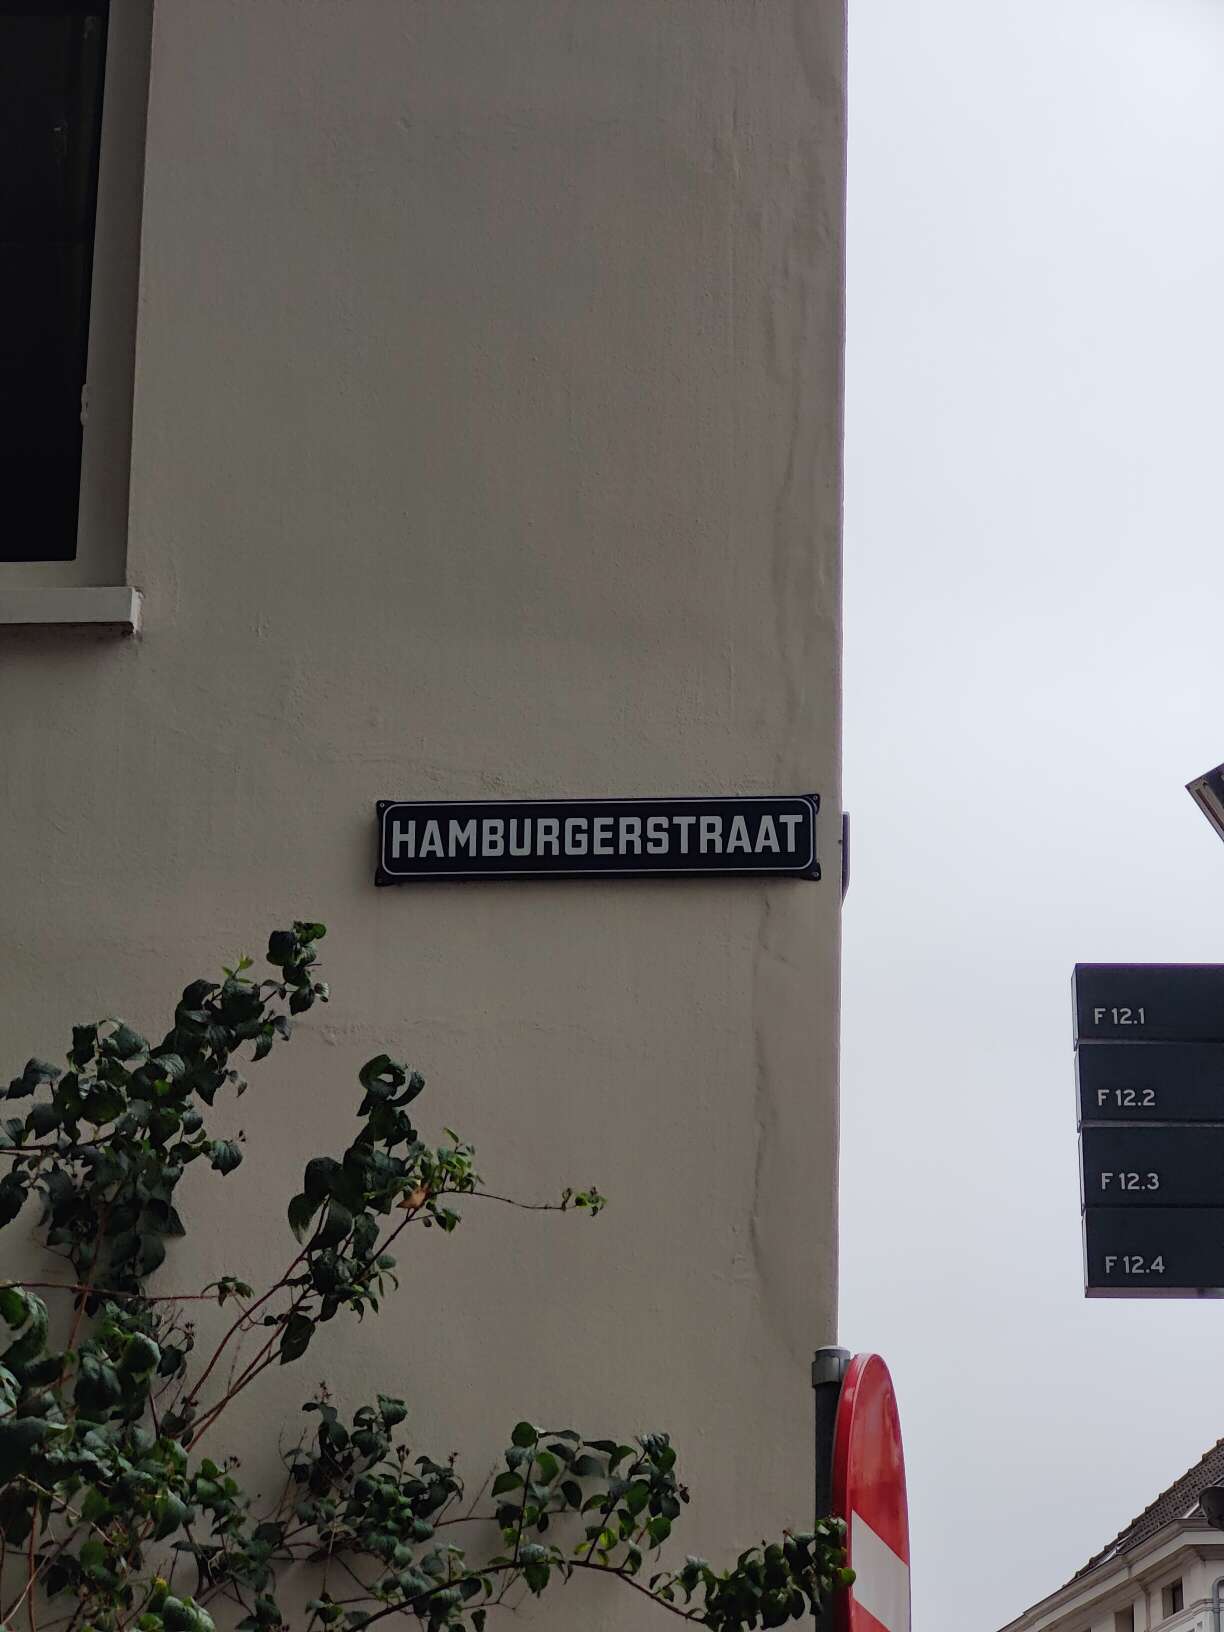 HAMBURGERSTRAAT
F 12.1
F 12.2
F 12.3
F 12.4